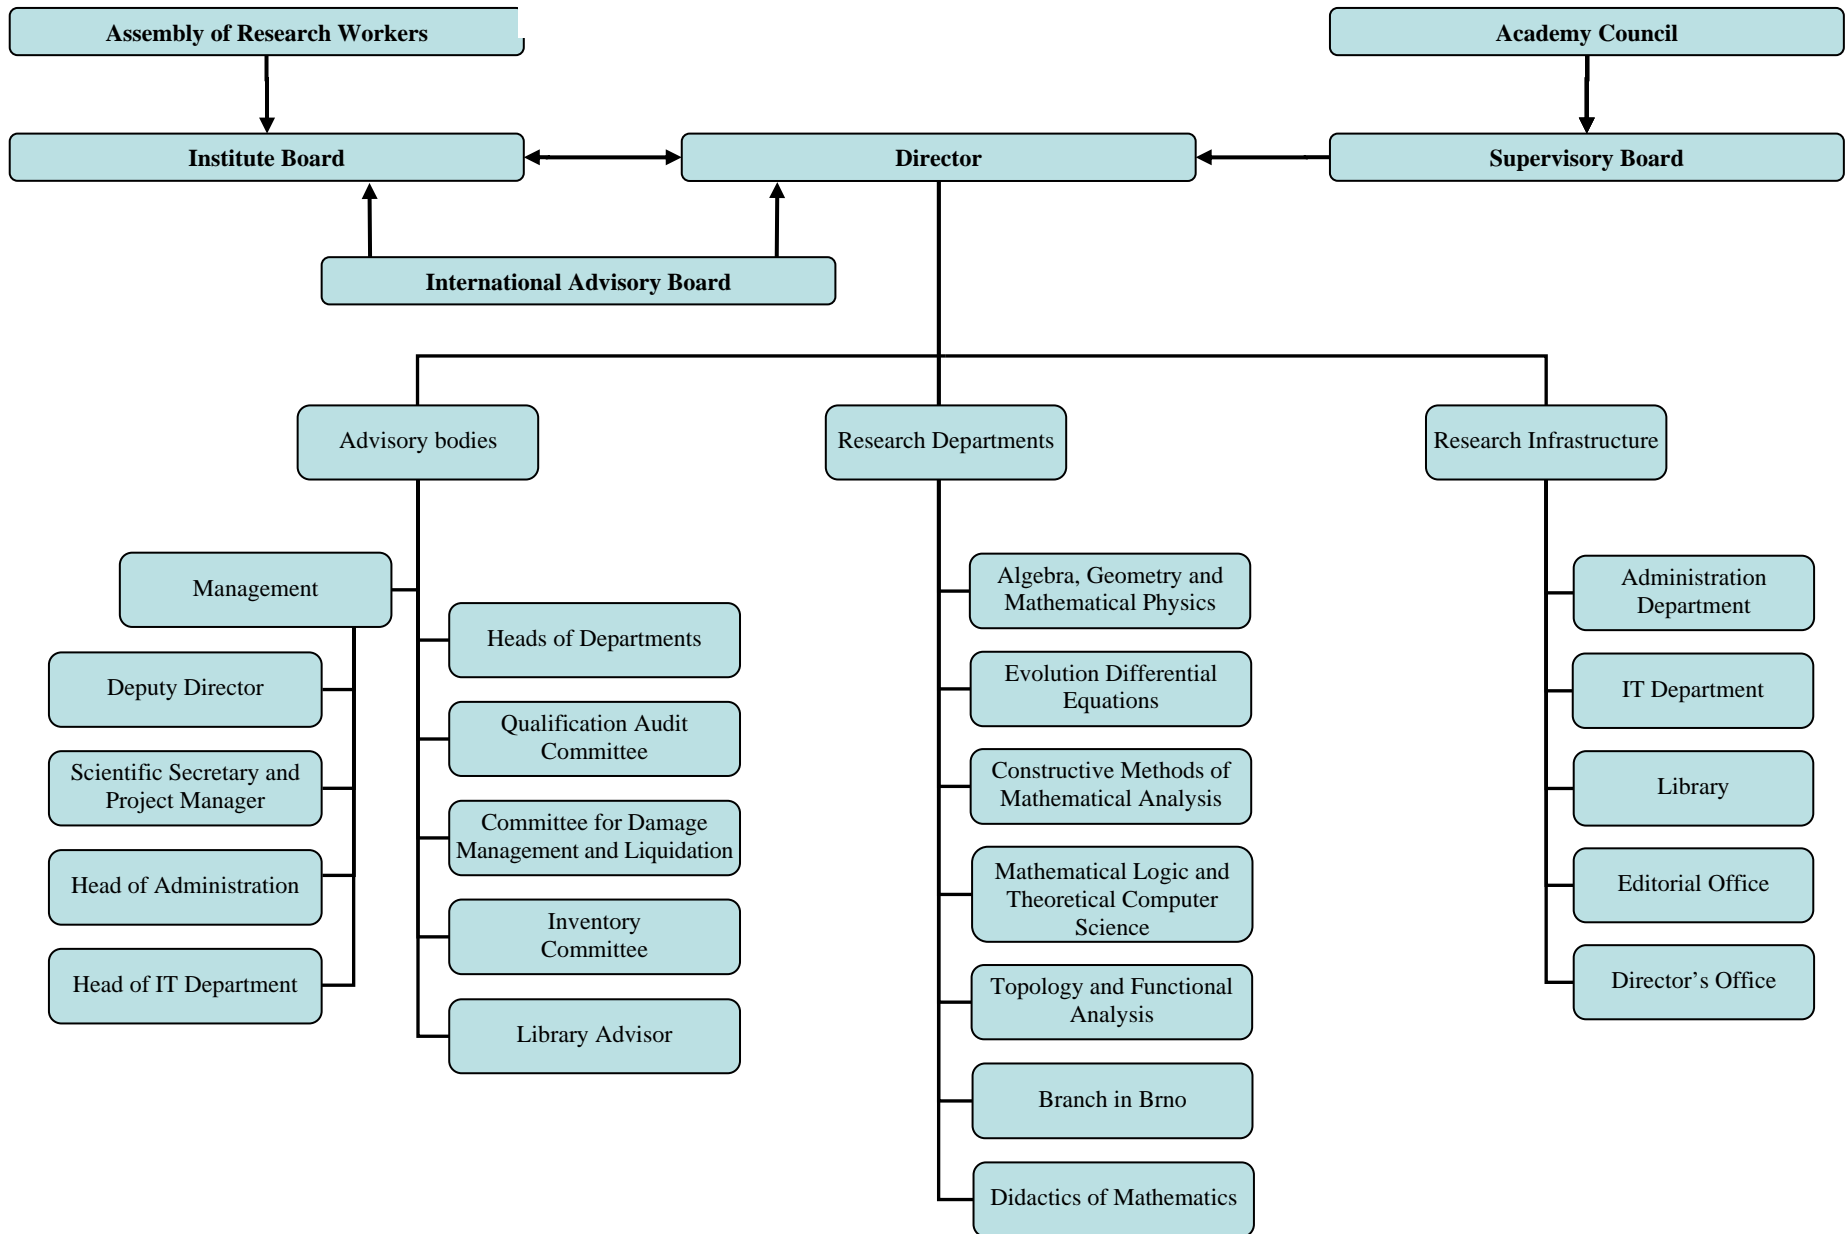 Assembly of Research Workers
Academy Council
Institute Board
Director
Supervisory Board
International Advisory Board
Advisory bodies
Research Departments
Research Infrastructure
Management
Deputy Director
Scientific Secretary and
Project Manager
Head of Administration
Head of IT Department
Heads of Departments
Qualification Audit
Committee
Committee for Damage
Management and Liquidation
Inventory
Committee
Library Advisor
Algebra, Geometry and
Mathematical Physics
Evolution Differential
Equations
Constructive Methods of
Mathematical Analysis
Mathematical Logic and
Theoretical Computer
Science
Topology and Functional
Analysis
Branch in Brno
Didactics of Mathematics
Administration
Department
IT Department
Library
Editorial Office
Director’s Office